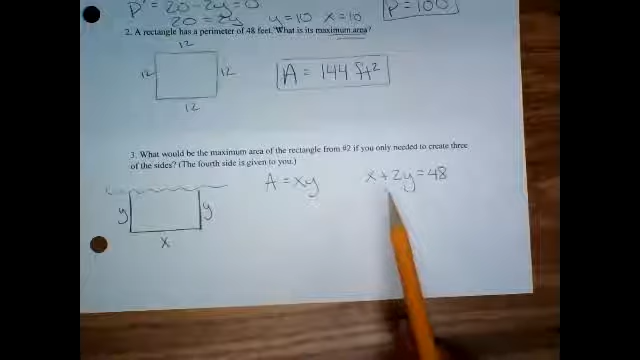 P' = 20 - 2y = 0
20 = 2y y = 10 x = 10
P = 100
2. A rectangle has a perimeter of 48 feet. What is its maximum area?
12
12 12
12
A = 144 ft²
3. What would be the maximum area of the rectangle from #2 if you only needed to create three
of the sides? (The fourth side is given to you.)
A = xy x + 2y = 48
y y
x